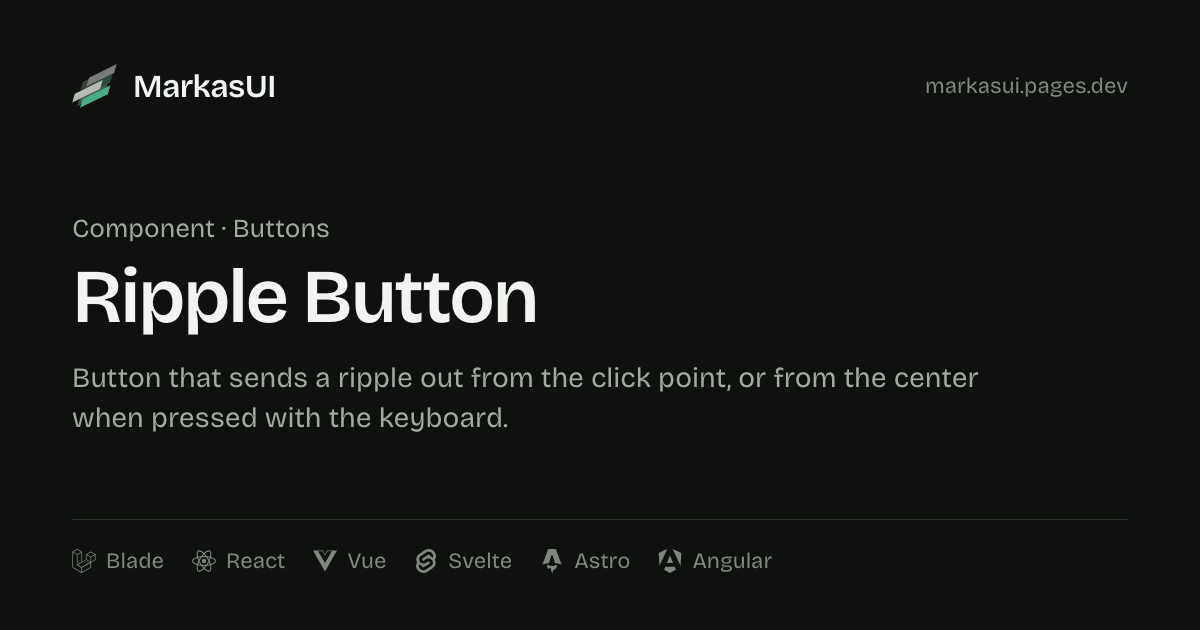 MarkasUI
markasui.pages.dev
Component · Buttons
Ripple Button
Button that sends a ripple out from the click point, or from the center
when pressed with the keyboard.
Blade React Vue Svelte Astro Angular